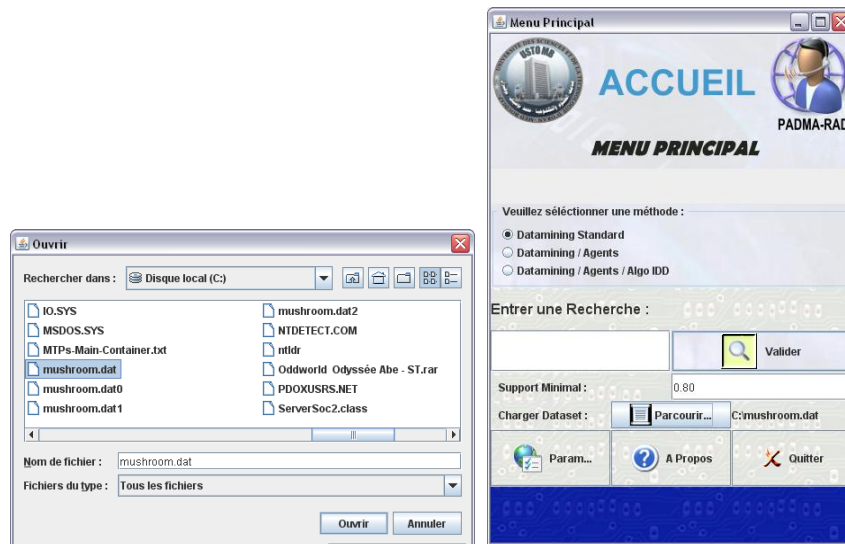 Ouvrir
Rechercher dans :
Disque local (C:)
IO.SYS
MSDOS.SYS
MTPs-Main-Container.txt
mushroom.dat
mushroom.dat0
mushroom.dat1
mushroom.dat2
NTDETECT.COM
ntldr
Oddworld Odyssée Abe - ST.rar
PDOXUSRS.NET
ServerSoc2.class
Nom de fichier :
mushroom.dat
Fichiers du type :
Tous les fichiers
Ouvrir
Annuler
Menu Principal
USTOMB
ACCUEIL
PADMA-RAD
MENU PRINCIPAL
Veuillez séléctionner une méthode :
Datamining Standard
Datamining / Agents
Datamining / Agents / Algo IDD
Entrer une Recherche :
Valider
Support Minimal :
0.80
Charger Dataset :
Parcourir...
C:\mushroom.dat
Param...
A Propos
Quitter